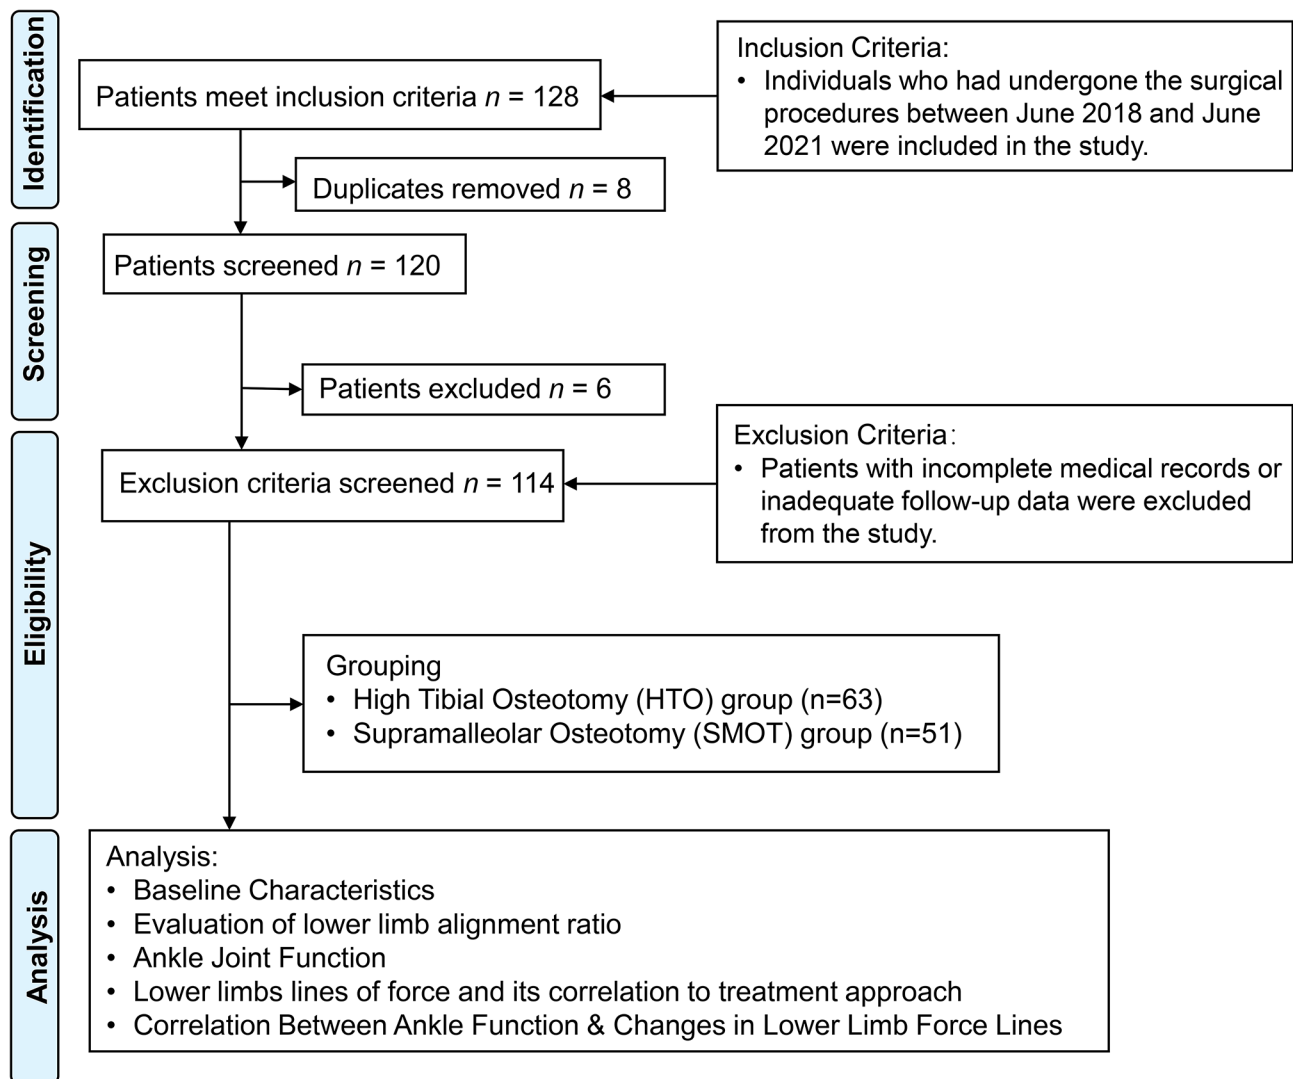 Identification
Patients meet inclusion criteria n = 128
Inclusion Criteria:
• Individuals who had undergone the surgical
procedures between June 2018 and June
2021 were included in the study.
Duplicates removed n = 8
Screening
Patients screened n = 120
Patients excluded n = 6
Eligibility
Exclusion criteria screened n = 114
Exclusion Criteria:
• Patients with incomplete medical records or
inadequate follow-up data were excluded
from the study.
Grouping
• High Tibial Osteotomy (HTO) group (n=63)
• Supramalleolar Osteotomy (SMOT) group (n=51)
Analysis
Analysis:
• Baseline Characteristics
• Evaluation of lower limb alignment ratio
• Ankle Joint Function
• Lower limbs lines of force and its correlation to treatment approach
• Correlation Between Ankle Function & Changes in Lower Limb Force Lines